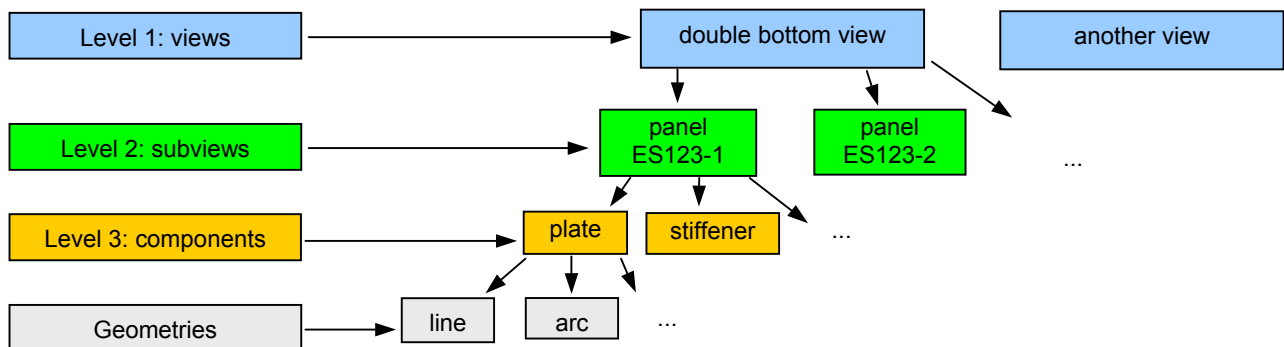 Level 1: views
double bottom view
another view
Level 2: subviews
panel
ES123-1
panel
ES123-2
...
Level 3: components
plate
stiffener
...
Geometries
line
arc
...